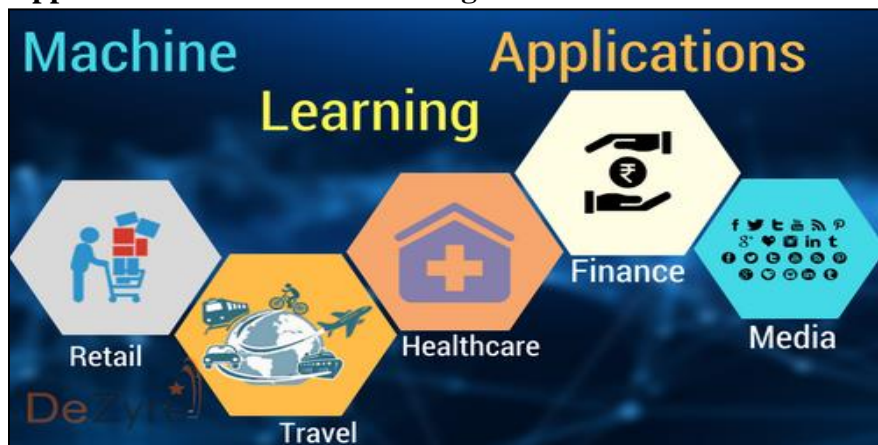 Machine
Applications
Learning
₹
Finance
Media
Healthcare
Retail
Travel
DeZyre